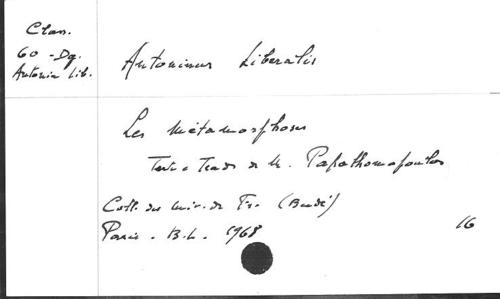 Clas.
60 - Dg.
Antonin Lib.
Antoninus Liberalis
Les Métamorphoses
Texte & Trad. de M. Papathomopoulos
Coll. des Univ. de Fr. (Budé)
Paris - B.L. 1968
16